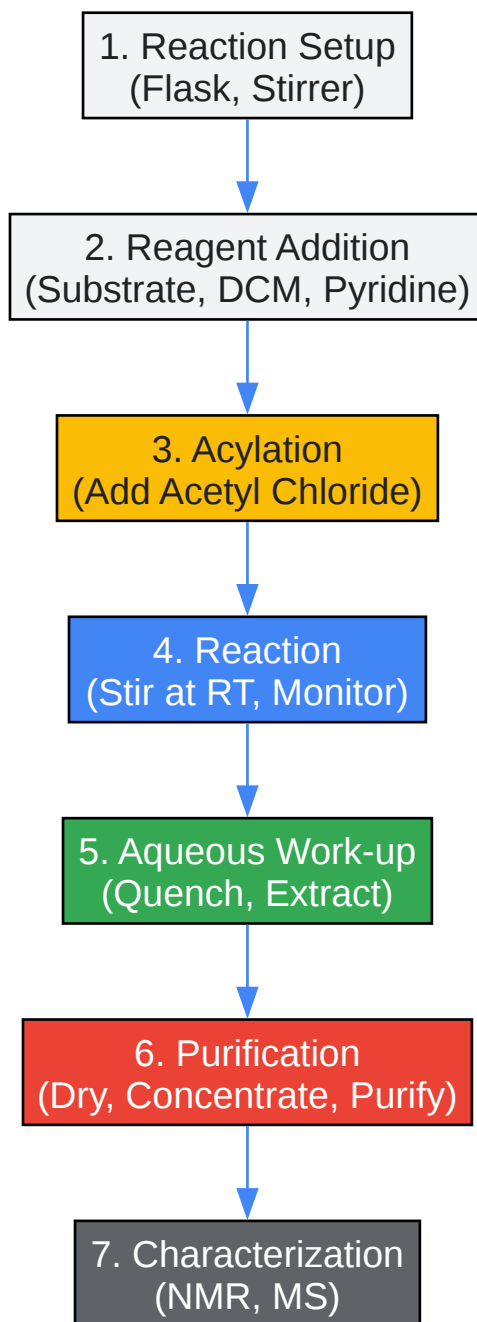 1. Reaction Setup
(Flask, Stirrer)
2. Reagent Addition
(Substrate, DCM, Pyridine)
3. Acylation
(Add Acetyl Chloride)
4. Reaction
(Stir at RT, Monitor)
5. Aqueous Work-up
(Quench, Extract)
6. Purification
(Dry, Concentrate, Purify)
7. Characterization
(NMR, MS)